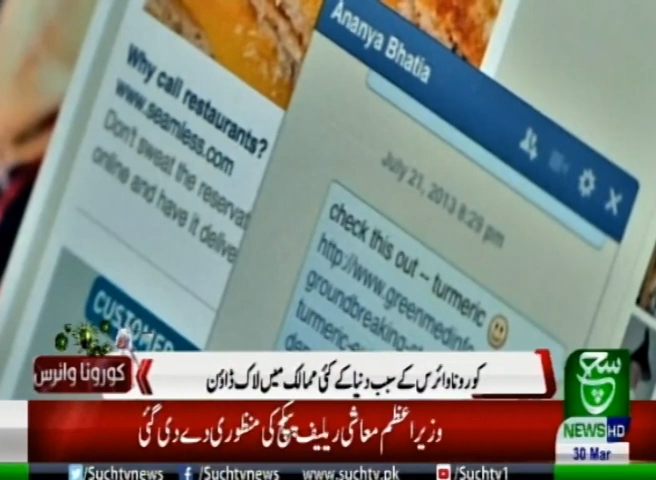 Ananya Bhatia
Why call restaurants?
www.seamless.com
Don't sweat the
online and have it
July 21, 2013 8:29 pm
check this out -- turmeric
http://www.greenmedinfo
groundbreaking
CUSTOMER
کورونا وائرس
کورونا وائرس کے سبب دنیا کے کئی ممالک میں لاک ڈاؤن
وزیراعظم معاشی ریلیف پیکج کی منظوری دے دی گئی
سچ
NEWS HD
30 Mar
/Suchtvnews
/Suchtvnews
www.suchtv.pk
/Suchtv1